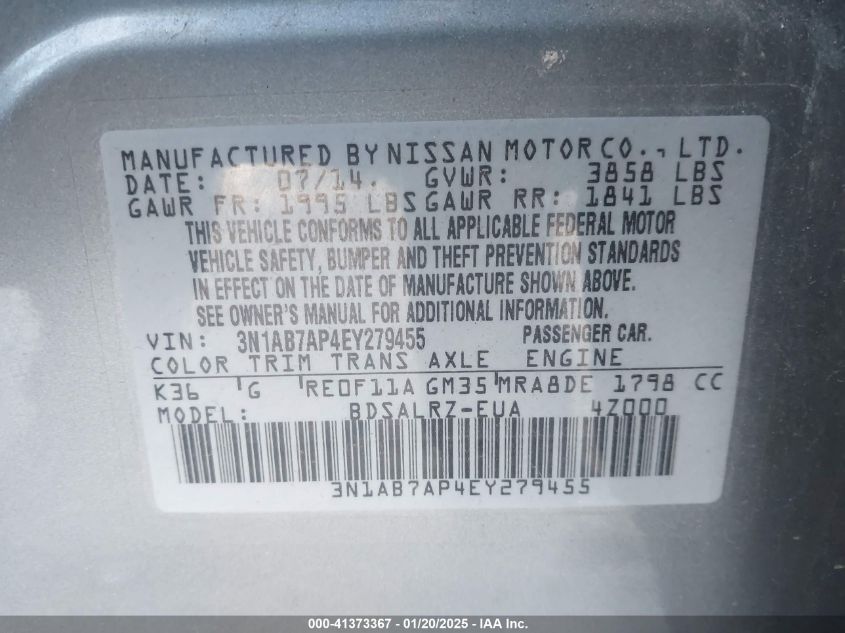 MANUFACTURED BY NISSAN MOTOR CO., LTD.
DATE: 07/14. GVWR: 3858 LBS
GAWR FR: 1995 LBS GAWR RR: 1841 LBS
THIS VEHICLE CONFORMS TO ALL APPLICABLE FEDERAL MOTOR
VEHICLE SAFETY, BUMPER AND THEFT PREVENTION STANDARDS
IN EFFECT ON THE DATE OF MANUFACTURE SHOWN ABOVE.
SEE OWNER'S MANUAL FOR ADDITIONAL INFORMATION.
VIN: 3N1AB7AP4EY279455 PASSENGER CAR.
COLOR TRIM TRANS AXLE ENGINE
K36 G RE0F11A GM35 MRA8DE 1798 CC
MODEL: BDSALRZ-EUA 4Z000
3N1AB7AP4EY279455
000-41373367 - 01/20/2025 - IAA Inc.